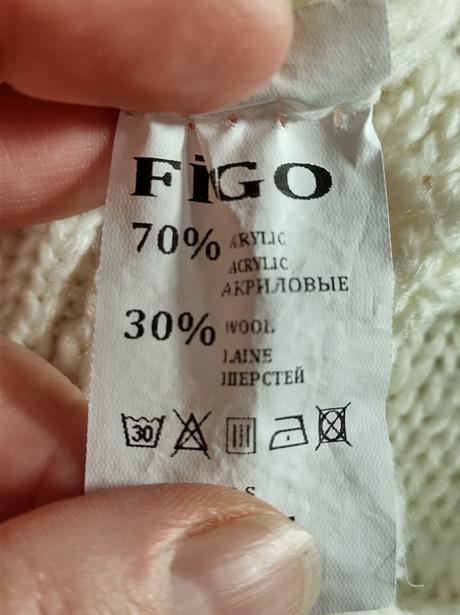 FiGO
70% ACRYLIC
ACRYLIC
АКРИЛОВЫЕ
30% WOOL
LAINE
ШЕРСТЕЙ
30